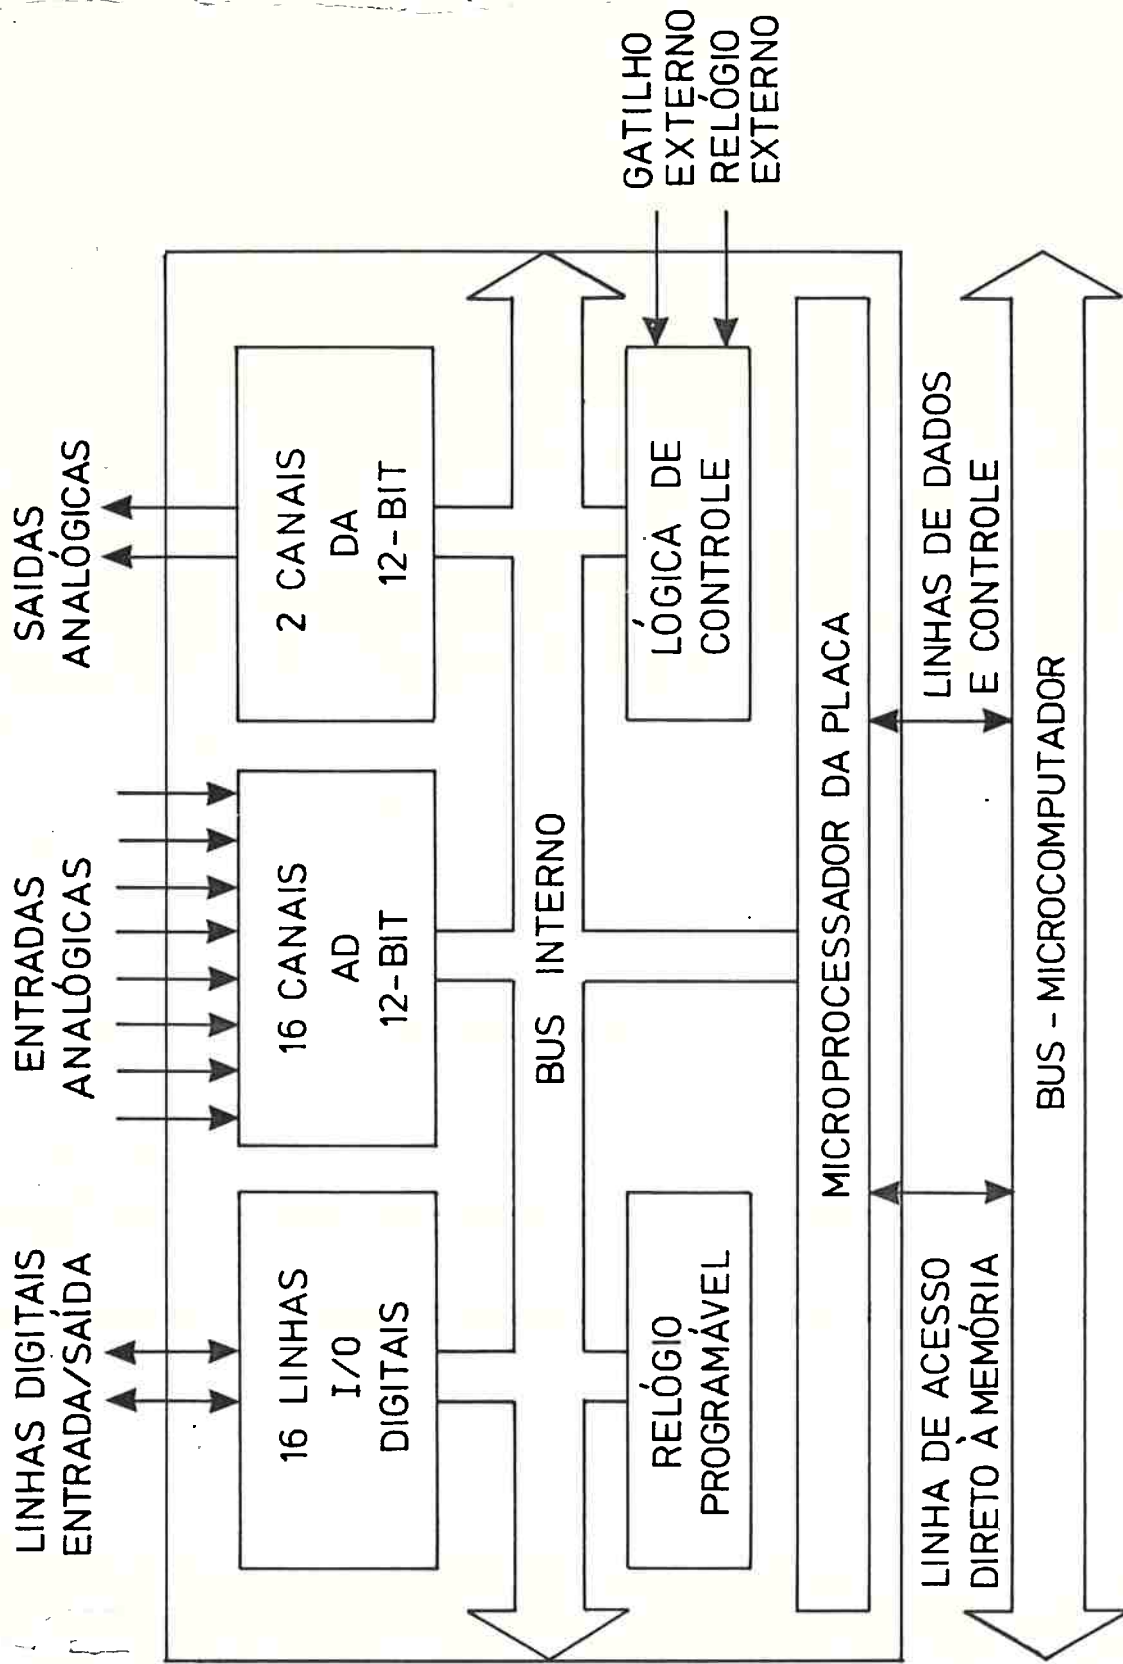 LINHAS DIGITAIS
ENTRADA/SAÍDA
ENTRADAS
ANALÓGICAS
SAIDAS
ANALÓGICAS
16 LINHAS
I/O
DIGITAIS
16 CANAIS
AD
12-BIT
2 CANAIS
DA
12-BIT
BUS INTERNO
RELÓGIO
PROGRAMÁVEL
LÓGICA DE
CONTROLE
GATILHO
EXTERNO
RELÓGIO
EXTERNO
MICROPROCESSADOR DA PLACA
LINHA DE ACESSO
DIRETO À MEMÓRIA
LINHAS DE DADOS
E CONTROLE
BUS - MICROCOMPUTADOR